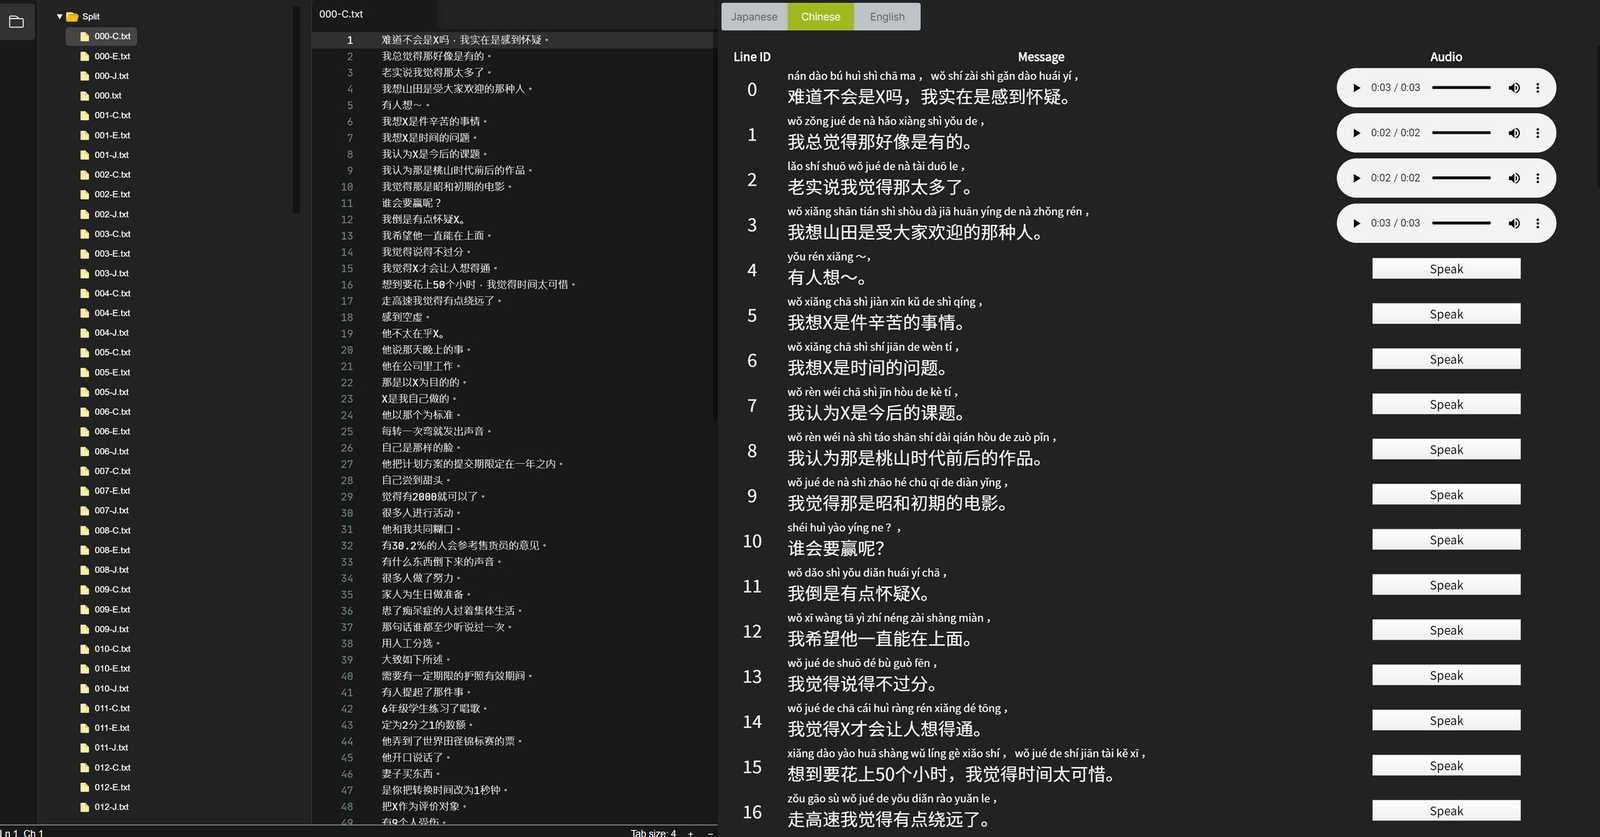 Split
000-C.txt
000-E.txt
000-J.txt
000.txt
001-C.txt
001-E.txt
001-J.txt
002-C.txt
002-E.txt
002-J.txt
003-C.txt
003-E.txt
003-J.txt
004-C.txt
004-E.txt
004-J.txt
005-C.txt
005-E.txt
005-J.txt
006-C.txt
006-E.txt
006-J.txt
007-C.txt
007-E.txt
007-J.txt
008-C.txt
008-E.txt
008-J.txt
009-C.txt
009-E.txt
009-J.txt
010-C.txt
010-E.txt
010-J.txt
011-C.txt
011-E.txt
011-J.txt
012-C.txt
012-E.txt
012-J.txt
Ln 1, Ch 1
000-C.txt
1 难道不会是X吗，我实在是感到怀疑。
2 我总觉得那好像是有的。
3 老实说我觉得那太多了。
4 我想山田是受大家欢迎的那种人。
5 有人想～。
6 我想X是件辛苦的事情。
7 我想X是时间的问题。
8 我认为X是今后的课题。
9 我认为那是桃山时代前后的作品。
10 我觉得那是昭和初期的电影。
11 谁会要赢呢？
12 我倒是有点怀疑X。
13 我希望他一直能在上面。
14 我觉得说得不过分。
15 我觉得X才会让人想得通。
16 想到要花上50个小时，我觉得时间太可惜。
17 走高速我觉得有点绕远了。
18 感到空虚。
19 他不太在乎X。
20 他说那天晚上的事。
21 他在公司里工作。
22 那是以X为目的的。
23 X是我自己做的。
24 他以那个为标准。
25 每转一次弯就发出声音。
26 自己是那样的脸。
27 他把计划方案的提交期限定在一年之内。
28 自己尝到甜头。
29 觉得有2000就可以了。
30 很多人进行活动。
31 他和我共同糊口。
32 有30.2%的人会参考售货员的意见。
33 有什么东西倒下来的声音。
34 很多人做了努力。
35 家人为生日做准备。
36 患了痴呆症的人过着集体生活。
37 那句话谁都至少听说过一次。
38 用人工分选。
39 大致如下所述。
40 需要有一定期限的护照有效期间。
41 有人提起了那件事。
42 6年级学生练习了唱歌。
43 定为2分之1的数额。
44 他弄到了世界田径锦标赛的票。
45 他开口说话了。
46 妻子买东西。
47 是你把转换时间改为1秒钟。
48 把X作为评价对象。
49 有9个人受伤。
Tab size: 4 + −
Japanese Chinese English
Line ID Message Audio
nán dào bú huì shì chā ma ， wǒ shí zài shì gǎn dào huái yí ，
0 难道不会是X吗，我实在是感到怀疑。 0:03 / 0:03
wǒ zǒng jué de nà hǎo xiàng shì yǒu de ，
1 我总觉得那好像是有的。 0:02 / 0:02
lǎo shí shuō wǒ jué de nà tài duō le ，
2 老实说我觉得那太多了。 0:02 / 0:02
wǒ xiǎng shān tián shì shòu dà jiā huān yíng de nà zhǒng rén ，
3 我想山田是受大家欢迎的那种人。 0:03 / 0:03
yǒu rén xiǎng ～，
4 有人想～。 Speak
wǒ xiǎng chā shì jiàn xīn kǔ de shì qíng ，
5 我想X是件辛苦的事情。 Speak
wǒ xiǎng chā shì shí jiān de wèn tí ，
6 我想X是时间的问题。 Speak
wǒ rèn wéi chā shì jīn hòu de kè tí ，
7 我认为X是今后的课题。 Speak
wǒ rèn wéi nà shì táo shān shí dài qián hòu de zuò pǐn ，
8 我认为那是桃山时代前后的作品。 Speak
wǒ jué de nà shì zhāo hé chū qī de diàn yǐng ，
9 我觉得那是昭和初期的电影。 Speak
shéi huì yào yíng ne ？，
10 谁会要赢呢？ Speak
wǒ dǎo shì yǒu diǎn huái yí chā ，
11 我倒是有点怀疑X。 Speak
wǒ xī wàng tā yì zhí néng zài shàng miàn ，
12 我希望他一直能在上面。 Speak
wǒ jué de shuō dé bù guò fēn ，
13 我觉得说得不过分。 Speak
wǒ jué de chā cái huì ràng rén xiǎng dé tōng ，
14 我觉得X才会让人想得通。 Speak
xiǎng dào yào huā shàng wǔ líng gè xiǎo shí ， wǒ jué de shí jiān tài kě xī ，
15 想到要花上50个小时，我觉得时间太可惜。 Speak
zǒu gāo sù wǒ jué de yǒu diǎn rào yuǎn le ，
16 走高速我觉得有点绕远了。 Speak